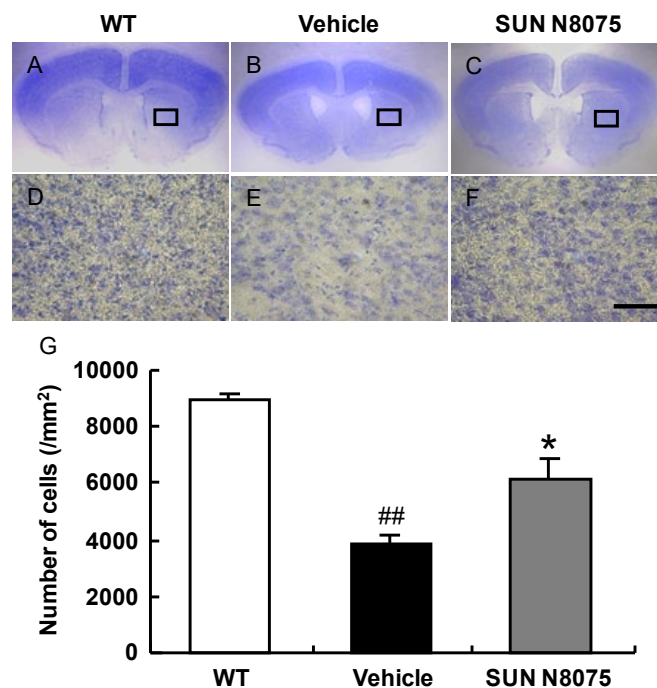 WT Vehicle SUN N8075
A B C
D E F
G
Number of cells (/mm²)
10000
8000
6000
4000
2000
0
##
*
WT Vehicle SUN N8075